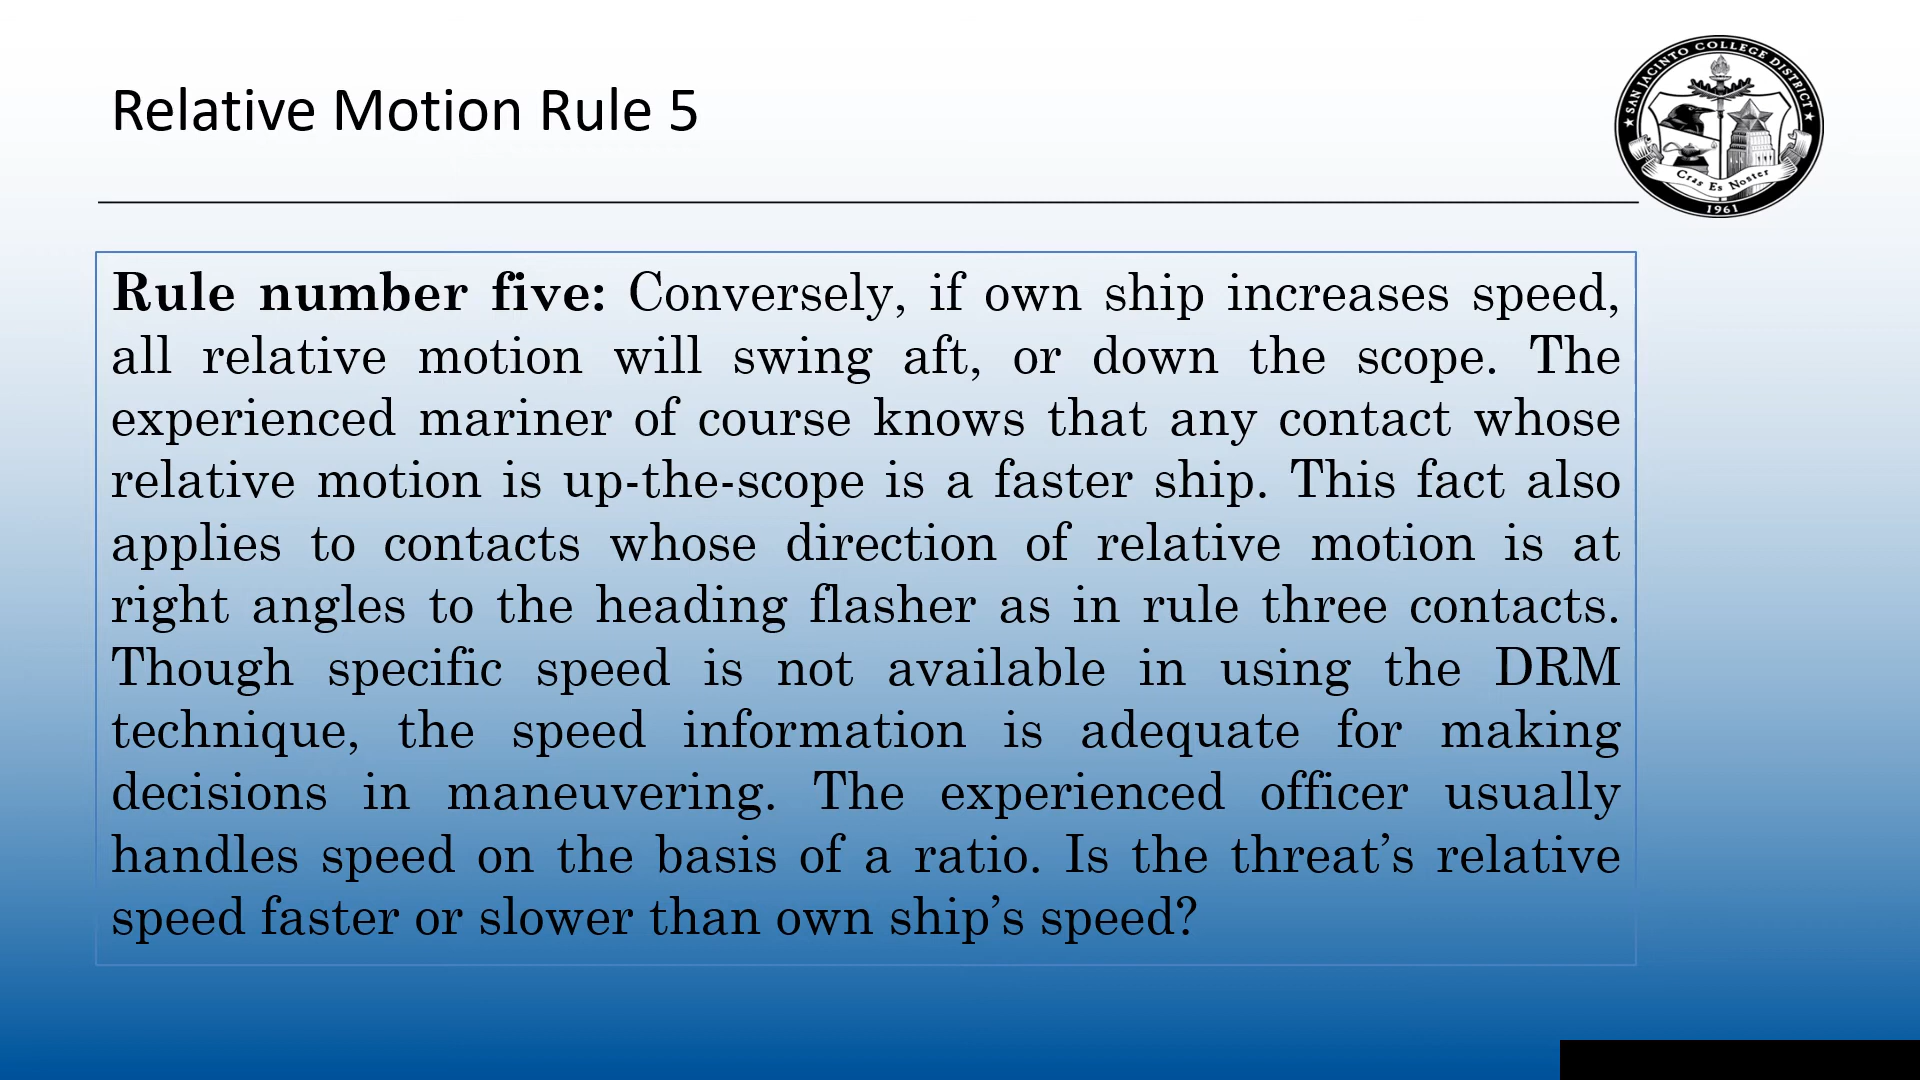 Relative Motion Rule 5
SAN JACINTO COLLEGE DISTRICT
Cras Es Noster
1961
Rule number five: Conversely, if own ship increases speed,
all relative motion will swing aft, or down the scope. The
experienced mariner of course knows that any contact whose
relative motion is up-the-scope is a faster ship. This fact also
applies to contacts whose direction of relative motion is at
right angles to the heading flasher as in rule three contacts.
Though specific speed is not available in using the DRM
technique, the speed information is adequate for making
decisions in maneuvering. The experienced officer usually
handles speed on the basis of a ratio. Is the threat’s relative
speed faster or slower than own ship’s speed?